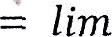 = lim